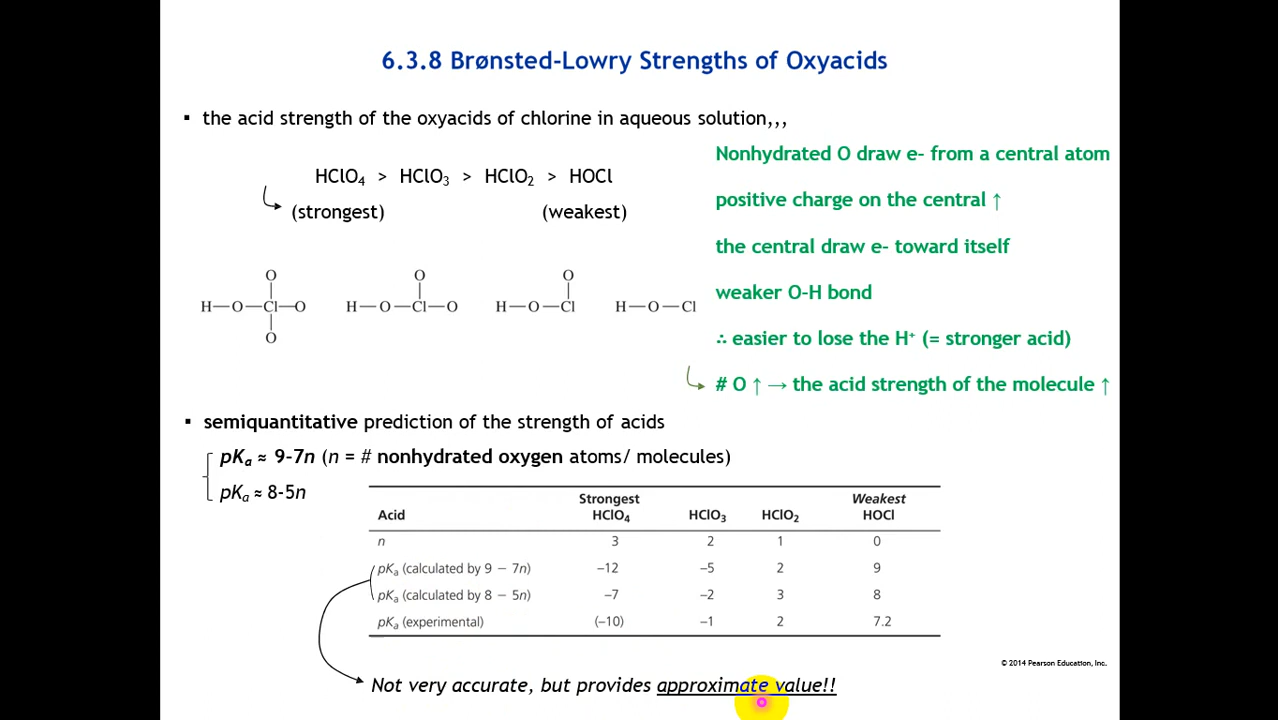 6.3.8 Brønsted-Lowry Strengths of Oxyacids
▪ the acid strength of the oxyacids of chlorine in aqueous solution,,,
HClO₄ > HClO₃ > HClO₂ > HOCl
(strongest) (weakest)
Nonhydrated O draw e- from a central atom
positive charge on the central ↑
the central draw e- toward itself
weaker O-H bond
∴ easier to lose the H⁺ (= stronger acid)
# O ↑ → the acid strength of the molecule ↑
O O O
H—O—Cl—O H—O—Cl—O H—O—Cl H—O—Cl
O
▪ semiquantitative prediction of the strength of acids
pKₐ ≈ 9-7n (n = # nonhydrated oxygen atoms/ molecules)
pKₐ ≈ 8-5n
Strongest Weakest
Acid HClO₄ HClO₃ HClO₂ HOCl
n 3 2 1 0
pKₐ (calculated by 9 − 7n) −12 −5 2 9
pKₐ (calculated by 8 − 5n) −7 −2 3 8
pKₐ (experimental) (−10) −1 2 7.2
© 2014 Pearson Education, Inc.
Not very accurate, but provides approximate value!!